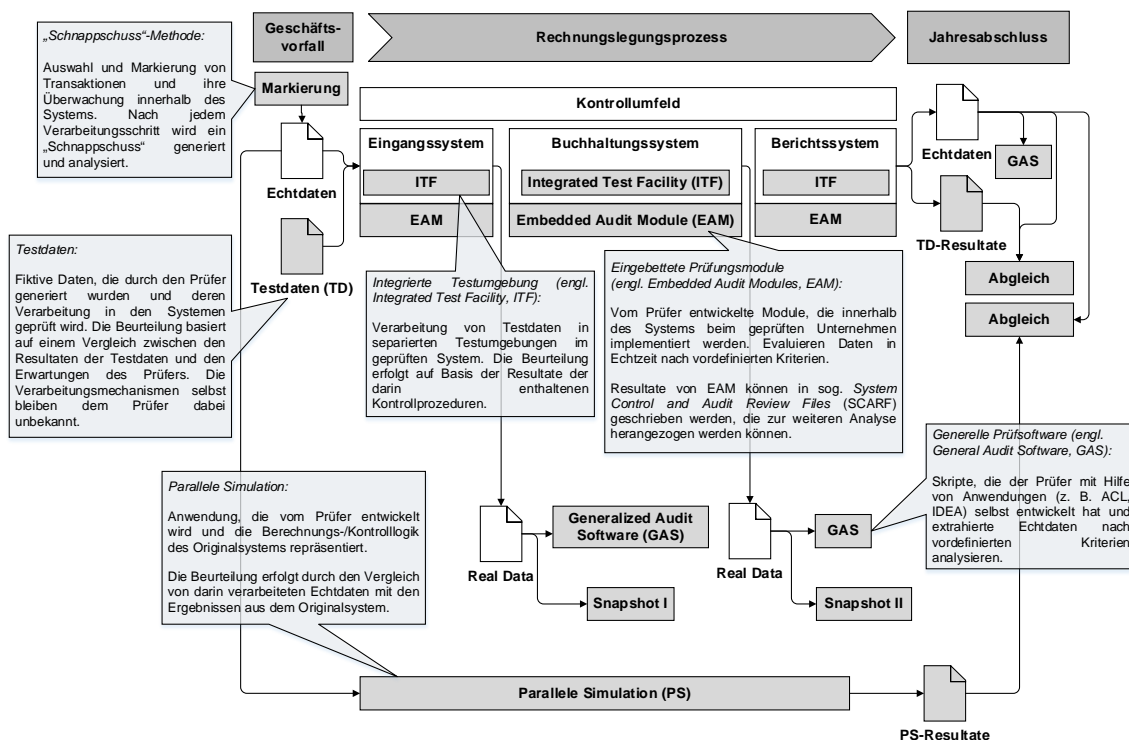 „Schnappschuss“-Methode:
Auswahl und Markierung von
Transaktionen und ihre
Überwachung innerhalb des
Systems. Nach jedem
Verarbeitungsschritt wird ein
„Schnappschuss“ generiert
und analysiert.
Geschäfts-
vorfall
Rechnungslegungsprozess
Jahresabschluss
Markierung
Kontrollumfeld
Echtdaten
Eingangssystem
ITF
EAM
Buchhaltungssystem
Integrated Test Facility (ITF)
Embedded Audit Module (EAM)
Berichtssystem
ITF
EAM
Echtdaten
GAS
TD-Resultate
Abgleich
Abgleich
Testdaten (TD)
Testdaten:
Fiktive Daten, die durch den Prüfer
generiert wurden und deren
Verarbeitung in den Systemen
geprüft wird. Die Beurteilung basiert
auf einem Vergleich zwischen den
Resultaten der Testdaten und den
Erwartungen des Prüfers. Die
Verarbeitungsmechanismen selbst
bleiben dem Prüfer dabei
unbekannt.
Integrierte Testumgebung (engl.
Integrated Test Facility, ITF):
Verarbeitung von Testdaten in
separierten Testumgebungen im
geprüften System. Die Beurteilung
erfolgt auf Basis der Resultate der
darin enthaltenen
Kontrollprozeduren.
Eingebettete Prüfungsmodule
(engl. Embedded Audit Modules, EAM):
Vom Prüfer entwickelte Module, die innerhalb
des Systems beim geprüften Unternehmen
implementiert werden. Evaluieren Daten in
Echtzeit nach vordefinierten Kriterien.
Resultate von EAM können in sog. System
Control and Audit Review Files (SCARF)
geschrieben werden, die zur weiteren Analyse
herangezogen werden können.
Generelle Prüfsoftware (engl.
General Audit Software, GAS):
Skripte, die der Prüfer mit Hilfe
von Anwendungen (z. B. ACL,
IDEA) selbst entwickelt hat und
extrahierte Echtdaten nach
vordefinierten Kriterien
analysieren.
Parallele Simulation:
Anwendung, die vom Prüfer entwickelt
wird und die Berechnungs-/Kontrolllogik
des Originalsystems repräsentiert.
Die Beurteilung erfolgt durch den Vergleich
von darin verarbeiteten Echtdaten mit den
Ergebnissen aus dem Originalsystem.
Real Data
Generalized Audit
Software (GAS)
Snapshot I
Real Data
GAS
Snapshot II
Parallele Simulation (PS)
PS-Resultate